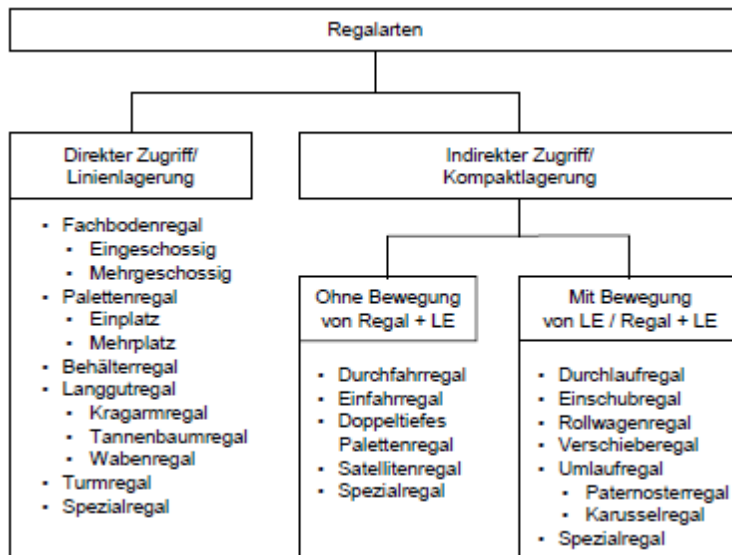 Regalarten
Direkter Zugriff/
Linienlagerung
▪ Fachbodenregal
▪ Eingeschossig
▪ Mehrgeschossig
▪ Palettenregal
▪ Einplatz
▪ Mehrplatz
▪ Behälterregal
▪ Langgutregal
▪ Kragarmregal
▪ Tannenbaumregal
▪ Wabenregal
▪ Turmregal
▪ Spezialregal
Indirekter Zugriff/
Kompaktlagerung
Ohne Bewegung
von Regal + LE
▪ Durchfahrregal
▪ Einfahrregal
▪ Doppeltiefes
Palettenregal
▪ Satellitenregal
▪ Spezialregal
Mit Bewegung
von LE / Regal + LE
▪ Durchlaufregal
▪ Einschubregal
▪ Rollwagenregal
▪ Verschieberegal
▪ Umlaufregal
▪ Paternosterregal
▪ Karusselregal
▪ Spezialregal